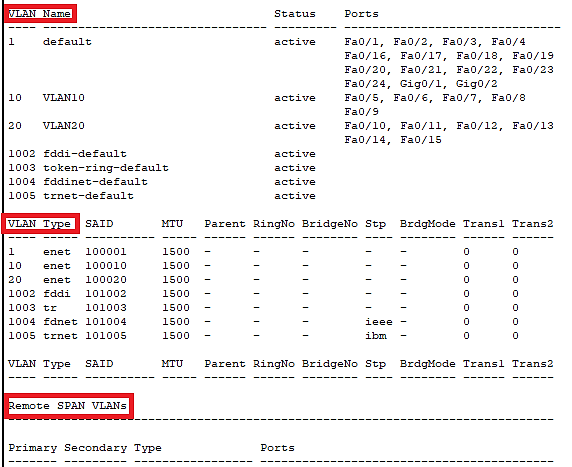 VLAN Name Status Ports
---- -------------------------------- --------- -------------------------------
1 default active Fa0/1, Fa0/2, Fa0/3, Fa0/4
Fa0/16, Fa0/17, Fa0/18, Fa0/19
Fa0/20, Fa0/21, Fa0/22, Fa0/23
Fa0/24, Gig0/1, Gig0/2
10 VLAN10 active Fa0/5, Fa0/6, Fa0/7, Fa0/8
Fa0/9
20 VLAN20 active Fa0/10, Fa0/11, Fa0/12, Fa0/13
Fa0/14, Fa0/15
1002 fddi-default active
1003 token-ring-default active
1004 fddinet-default active
1005 trnet-default active
VLAN Type SAID MTU Parent RingNo BridgeNo Stp BrdgMode Trans1 Trans2
---- ----- ---------- ----- ------ ------ -------- ---- -------- ------ ------
1 enet 100001 1500 - - - - - 0 0
10 enet 100010 1500 - - - - - 0 0
20 enet 100020 1500 - - - - - 0 0
1002 fddi 101002 1500 - - - - - 0 0
1003 tr 101003 1500 - - - - - 0 0
1004 fdnet 101004 1500 - - - ieee - 0 0
1005 trnet 101005 1500 - - - ibm - 0 0
VLAN Type SAID MTU Parent RingNo BridgeNo Stp BrdgMode Trans1 Trans2
---- ----- ---------- ----- ------ ------ -------- ---- -------- ------ ------
Remote SPAN VLANs
------------------------------------------------------------------------------
Primary Secondary Type Ports
------- --------- ----------------- ------------------------------------------